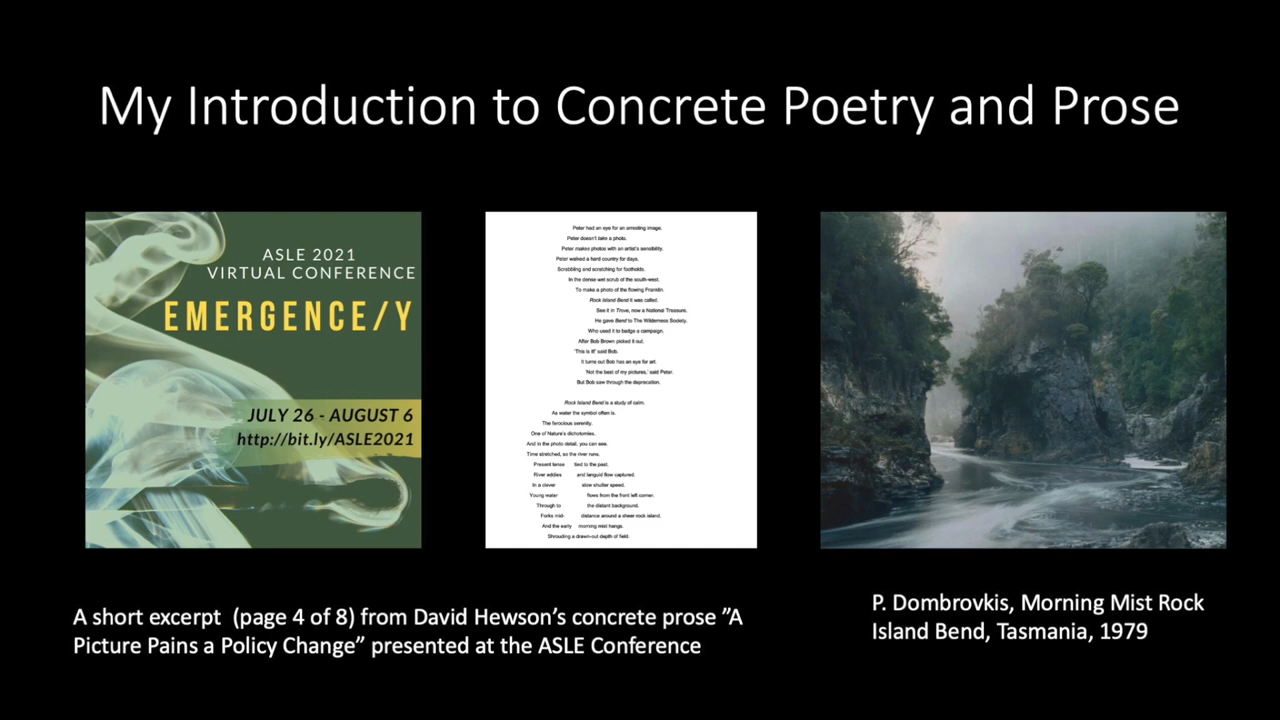 My Introduction to Concrete Poetry and Prose
ASLE 2021
VIRTUAL CONFERENCE
EMERGENCE/Y
JULY 26 - AUGUST 6
http://bit.ly/ASLE2021
Peter had an eye for an arresting image.
Peter doesn't take a photo.
Peter makes photos with an artist's sensibility.
Peter walked a hard country for days.
Scrabbling and scratching for footholds.
In the dense wet scrub of the south-west.
To make a photo of the flowing Franklin.
Rock Island Bend it was called.
See it in Trove, now a National Treasure.
He gave Bend to The Wilderness Society.
Who used it to badge a campaign.
After Bob Brown picked it out.
'This is it!' said Bob.
It turns out Bob has an eye for art.
'Not the best of my pictures,' said Peter.
But Bob saw through the deprecation.
Rock Island Bend is a study of calm.
As water the symbol often is.
The ferocious serenity.
One of Nature's dichotomies.
And in the photo detail, you can see.
Time stretched, so the river runs.
Present tense tied to the past.
River eddies and languid flow captured.
In a clever slow shutter speed.
Young water flows from the front left corner.
Through to the distant background.
Forks mid- distance around a sheer rock island.
And the early morning mist hangs.
Shrouding a drawn-out depth of field.
A short excerpt (page 4 of 8) from David Hewson's concrete prose "A
Picture Pains a Policy Change" presented at the ASLE Conference
P. Dombrovkis, Morning Mist Rock
Island Bend, Tasmania, 1979